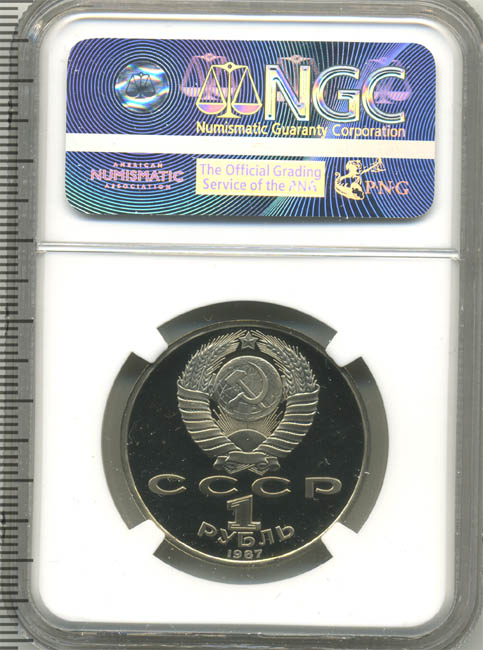 NGC
Numismatic Guaranty Corporation
AMERICAN
NUMISMATIC
ASSOCIATION
The Official Grading
Service of the PNG
PNG
СССР
1
РУБЛЬ
1987